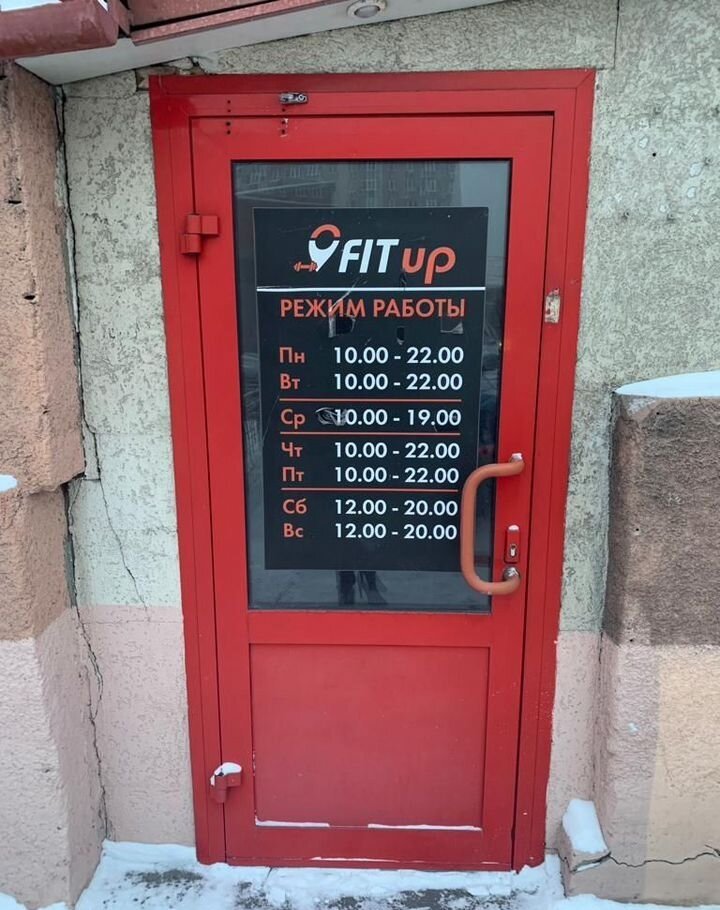 FIT up
РЕЖИМ РАБОТЫ
Пн 10.00 - 22.00
Вт 10.00 - 22.00
Ср 10.00 - 19.00
Чт 10.00 - 22.00
Пт 10.00 - 22.00
Сб 12.00 - 20.00
Вс 12.00 - 20.00